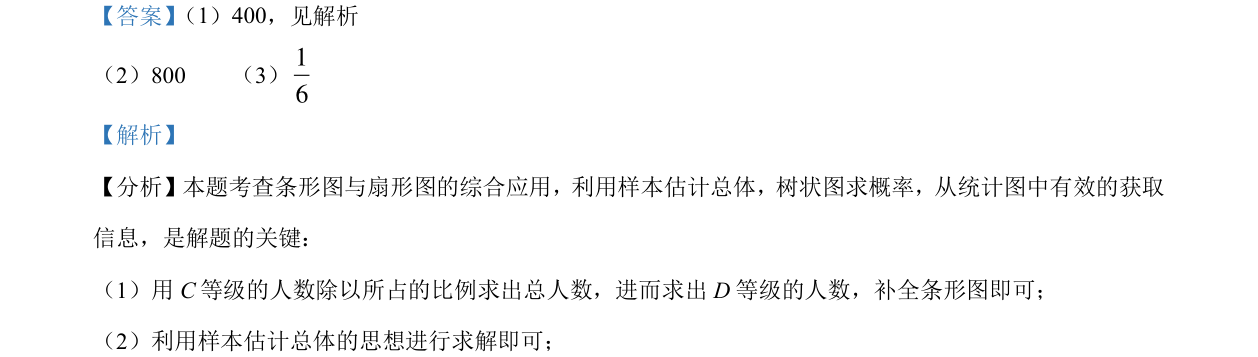 【答案】（1）400，见解析
（2）800 （3）1/6
【解析】
【分析】本题考查条形图与扇形图的综合应用，利用样本估计总体，树状图求概率，从统计图中有效的获取
信息，是解题的关键：
（1）用 C 等级的人数除以所占的比例求出总人数，进而求出 D 等级的人数，补全条形图即可；
（2）利用样本估计总体的思想进行求解即可；